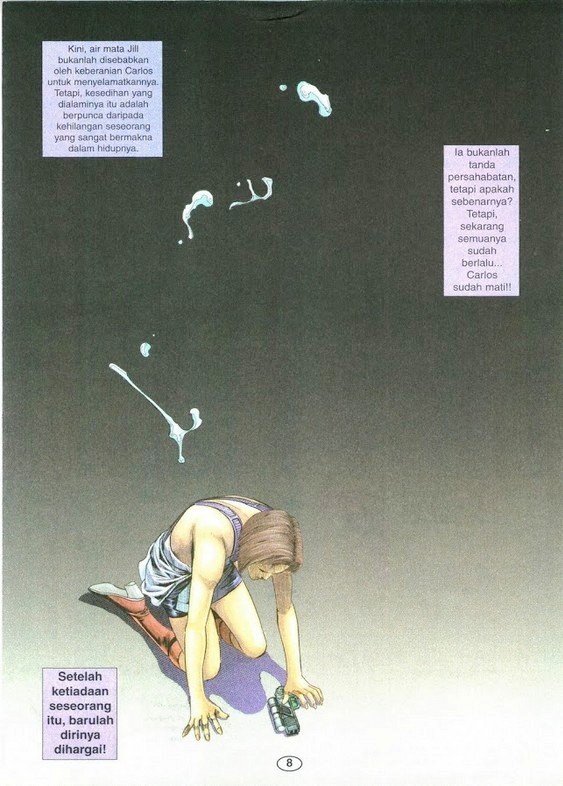 Kini, air mata Jill
bukanlah disebabkan
oleh keberanian Carlos
untuk menyelamatkannya.
Tetapi, kesedihan yang
dialaminya itu adalah
berpunca daripada
kehilangan seseorang
yang sangat bermakna
dalam hidupnya.
Ia bukanlah
tanda
persahabatan,
tetapi apakah
sebenarnya?
Tetapi,
sekarang
semuanya
sudah
berlalu...
Carlos
sudah mati!!
Setelah
ketiadaan
seseorang
itu, barulah
dirinya
dihargai!
8